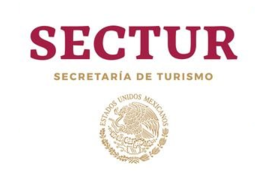 SECTUR
SECRETARÍA DE TURISMO
ESTADOS UNIDOS MEXICANOS